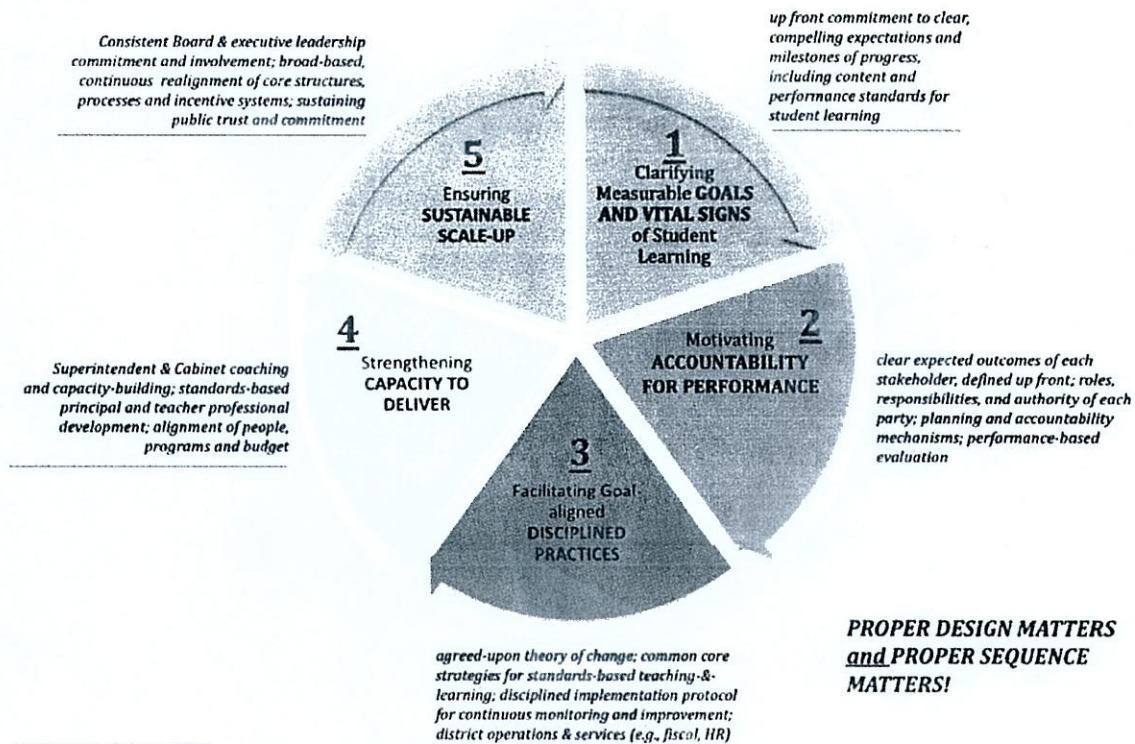 Consistent Board & executive leadership
commitment and involvement; broad-based,
continuous realignment of core structures,
processes and incentive systems; sustaining
public trust and commitment
up front commitment to clear,
compelling expectations and
milestones of progress,
including content and
performance standards for
student learning
5
Ensuring
SUSTAINABLE
SCALE-UP
1
Clarifying
Measurable GOALS
AND VITAL SIGNS
of Student
Learning
4
Strengthening
CAPACITY TO
DELIVER
2
Motivating
ACCOUNTABILITY
FOR PERFORMANCE
Superintendent & Cabinet coaching
and capacity-building; standards-based
principal and teacher professional
development; alignment of people,
programs and budget
clear expected outcomes of each
stakeholder, defined up front; roles,
responsibilities, and authority of each
party; planning and accountability
mechanisms; performance-based
evaluation
3
Facilitating Goal-
aligned
DISCIPLINED
PRACTICES
agreed-upon theory of change; common core
strategies for standards-based teaching-&-
learning; disciplined implementation protocol
for continuous monitoring and improvement;
district operations & services (e.g., fiscal, HR)
PROPER DESIGN MATTERS
and PROPER SEQUENCE
MATTERS!